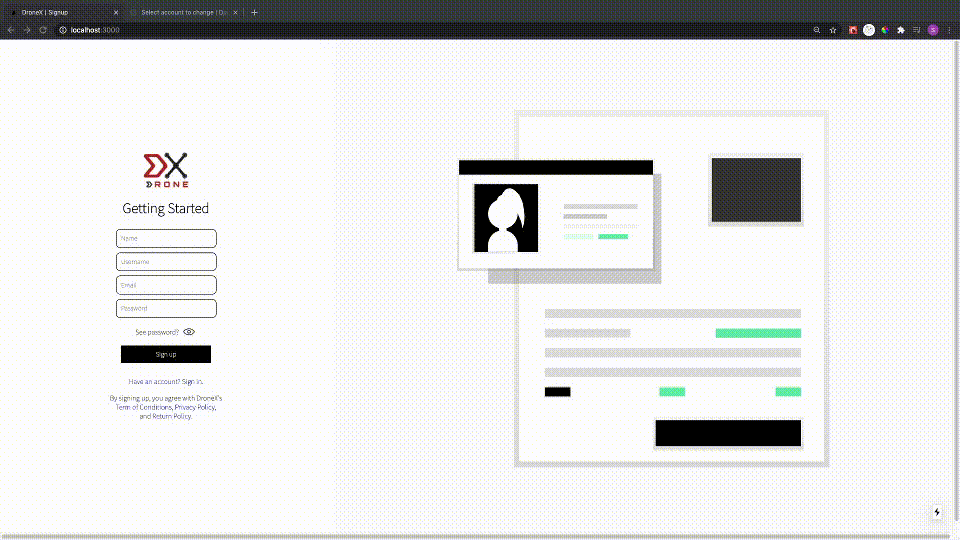 DroneX | Signup
Select account to change | Dja
localhost:3000
DX
DRONE
Getting Started
Name
Username
Email
Password
See password?
Sign up
Have an account? Sign in.
By signing up, you agree with DroneX's
Term of Conditions, Privacy Policy,
and Return Policy.
S